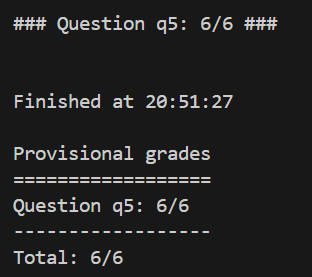 ### Question q5: 6/6 ###
Finished at 20:51:27
Provisional grades
==================
Question q5: 6/6
------------------
Total: 6/6